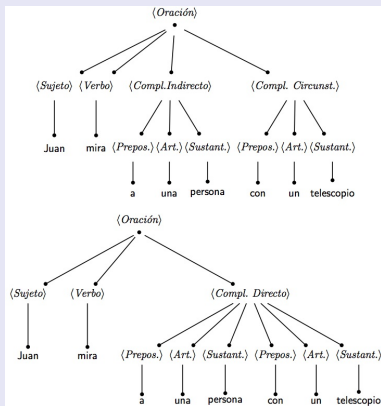 ⟨Oración⟩
⟨Sujeto⟩ ⟨Verbo⟩ ⟨Compl.Indirecto⟩ ⟨Compl. Circunst.⟩
Juan mira ⟨Prepos.⟩ ⟨Art.⟩ ⟨Sustant.⟩ ⟨Prepos.⟩ ⟨Art.⟩ ⟨Sustant.⟩
a una persona con un telescopio
⟨Oración⟩
⟨Sujeto⟩ ⟨Verbo⟩ ⟨Compl. Directo⟩
Juan mira ⟨Prepos.⟩ ⟨Art.⟩ ⟨Sustant.⟩ ⟨Prepos.⟩ ⟨Art.⟩ ⟨Sustant.⟩
a una persona con un telescopio